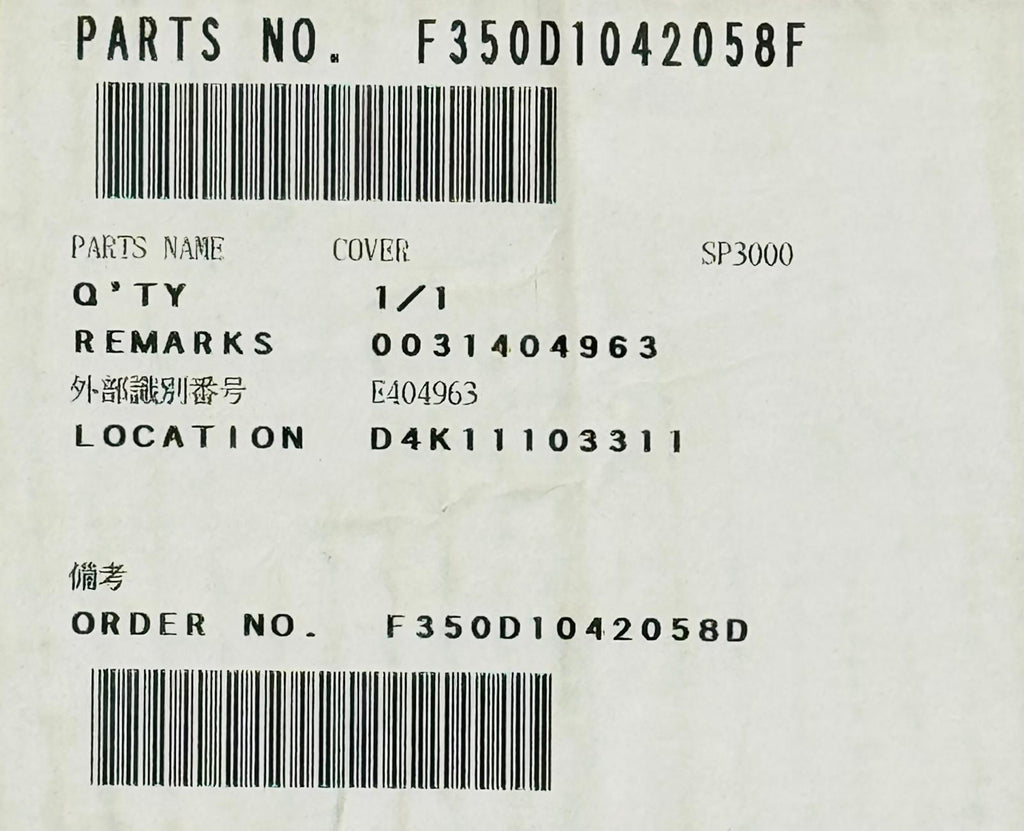 PARTS NO. F350D1042058F
PARTS NAME COVER SP3000
Q'TY 1/1
REMARKS 0031404963
外部識別番号 E404963
LOCATION D4K11103311
備考
ORDER NO. F350D1042058D